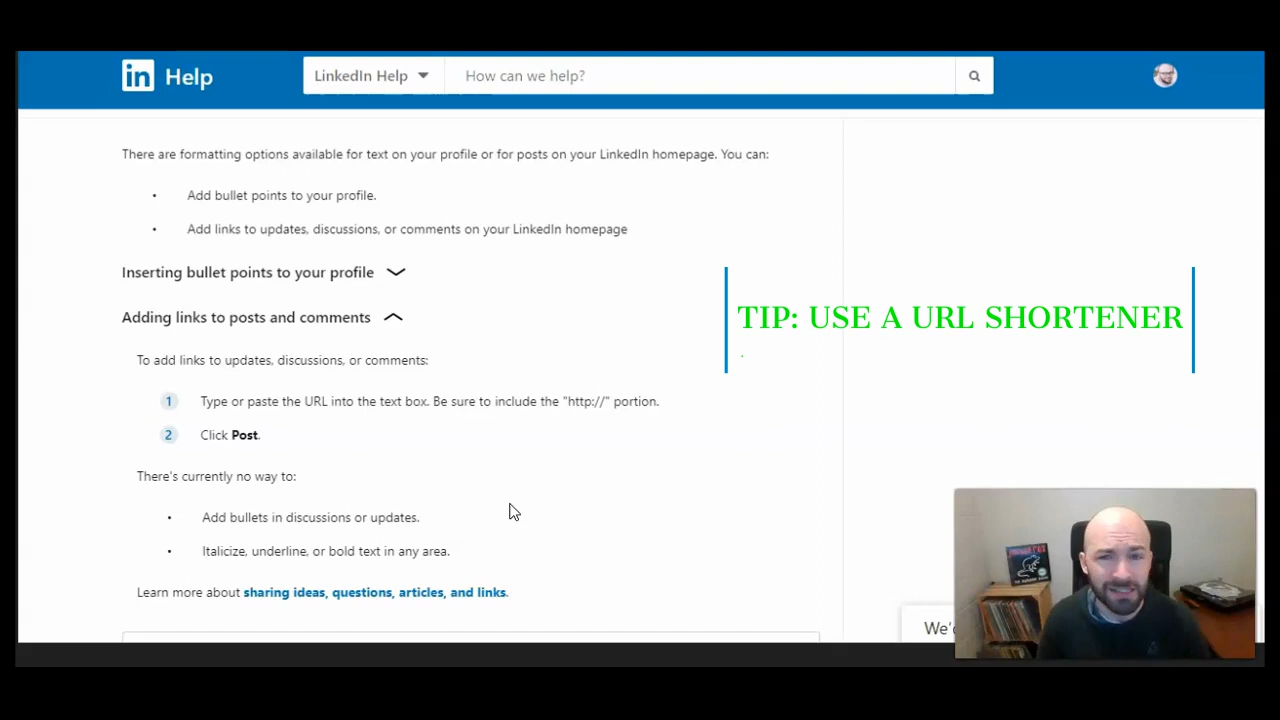 in Help
LinkedIn Help
How can we help?
There are formatting options available for text on your profile or for posts on your LinkedIn homepage. You can:
• Add bullet points to your profile.
• Add links to updates, discussions, or comments on your LinkedIn homepage
Inserting bullet points to your profile
Adding links to posts and comments
TIP: USE A URL SHORTENER
To add links to updates, discussions, or comments:
1 Type or paste the URL into the text box. Be sure to include the "http://" portion.
2 Click Post.
There's currently no way to:
• Add bullets in discussions or updates.
• Italicize, underline, or bold text in any area.
Learn more about sharing ideas, questions, articles, and links.